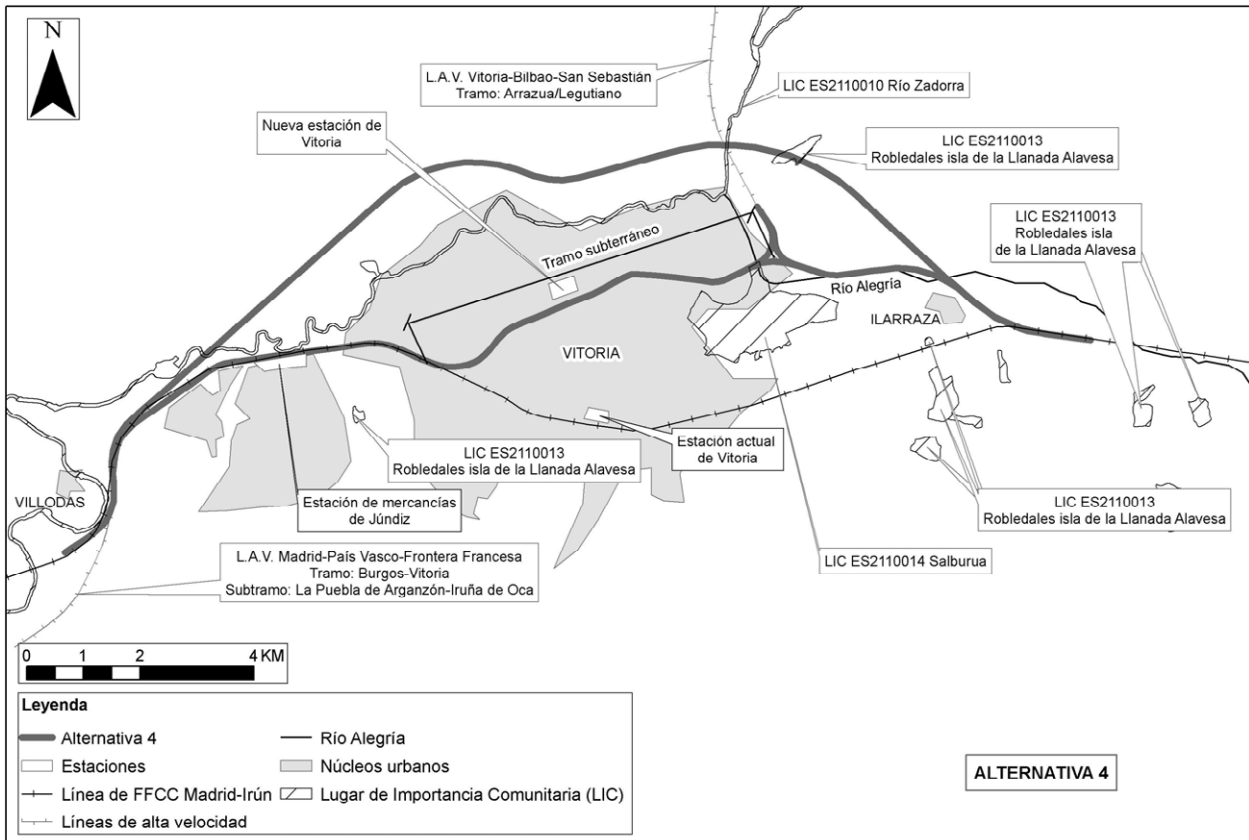 N
L.A.V. Vitoria-Bilbao-San Sebastián
Tramo: Arrazua/Legutiano
LIC ES2110010 Río Zadorra
Nueva estación de
Vitoria
LIC ES2110013
Robledales isla de la Llanada Alavesa
LIC ES2110013
Robledales isla
de la Llanada Alavesa
Tramo subterráneo
Río Alegría
ILARRAZA
VITORIA
Estación actual
de Vitoria
LIC ES2110013
Robledales isla de la Llanada Alavesa
VILLODAS
Estación de mercancías
de Júndiz
LIC ES2110013
Robledales isla de la Llanada Alavesa
LIC ES2110014 Salburua
L.A.V. Madrid-País Vasco-Frontera Francesa
Tramo: Burgos-Vitoria
Subtramo: La Puebla de Arganzón-Iruña de Oca
0 1 2 4 KM
Leyenda
Alternativa 4
Río Alegría
Estaciones
Núcleos urbanos
Línea de FFCC Madrid-Irún
Lugar de Importancia Comunitaria (LIC)
Líneas de alta velocidad
ALTERNATIVA 4